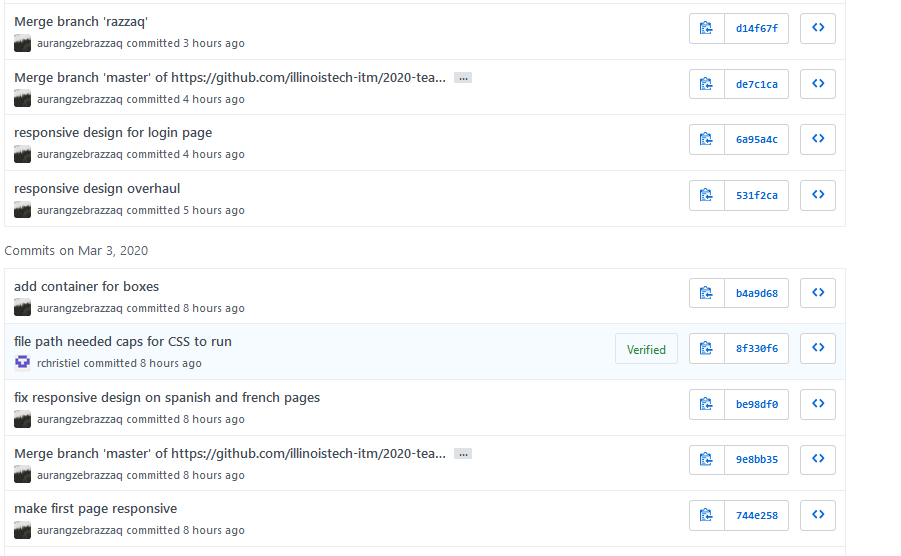 Merge branch 'razzaq'
d14f67f
aurangzebrazzaq committed 3 hours ago
Merge branch 'master' of https://github.com/illinoistech-itm/2020-tea... ...
de7c1ca
aurangzebrazzaq committed 4 hours ago
responsive design for login page
6a95a4c
aurangzebrazzaq committed 4 hours ago
responsive design overhaul
531f2ca
aurangzebrazzaq committed 5 hours ago
Commits on Mar 3, 2020
add container for boxes
b4a9d68
aurangzebrazzaq committed 8 hours ago
file path needed caps for CSS to run
Verified 8f330f6
rchristiel committed 8 hours ago
fix responsive design on spanish and french pages
be98df0
aurangzebrazzaq committed 8 hours ago
Merge branch 'master' of https://github.com/illinoistech-itm/2020-tea... ...
9e8bb35
aurangzebrazzaq committed 8 hours ago
make first page responsive
744e258
aurangzebrazzaq committed 8 hours ago